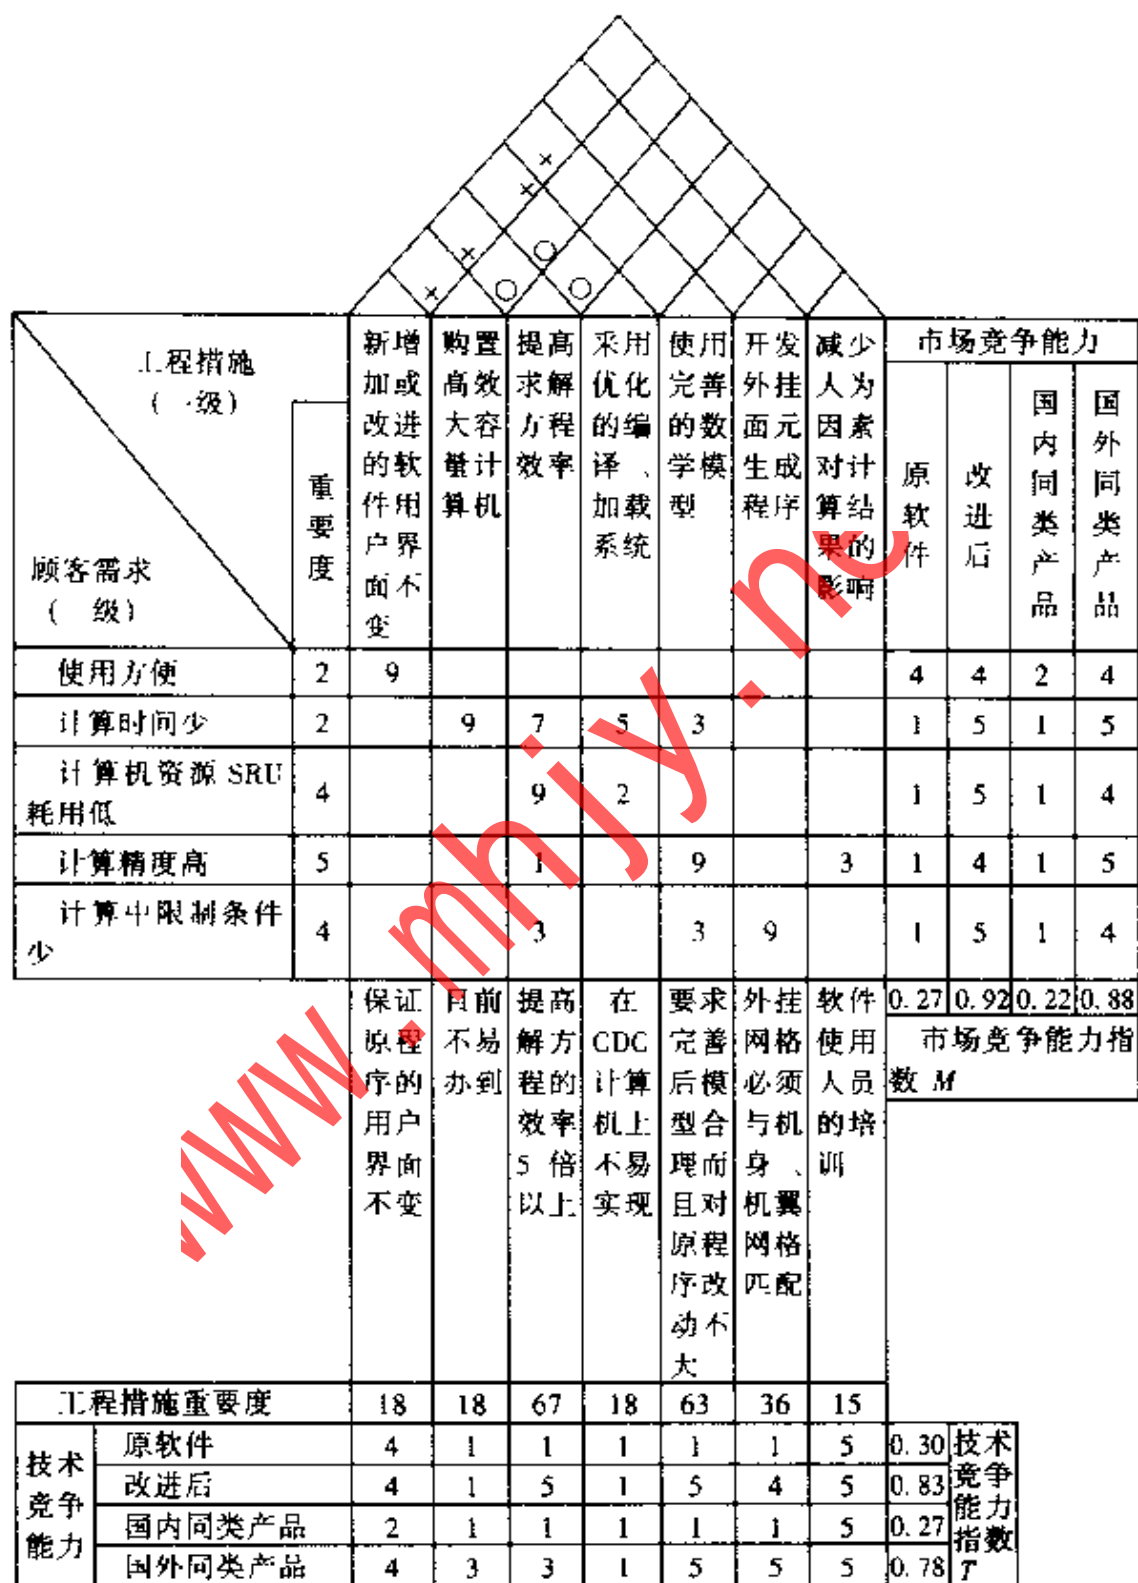 工程措施
( 级)
重要度
顾客需求
( 级)
新增加或改进的软件用户界面不变
购置高效大容量计算机
提高求解方程效率
采用优化的编译、加载系统
使用完善的数学模型
开发外挂面元生成程序
减少人为因素对计算结果的影响
市场竞争能力
原软件
改进后
国内同类产品
国外同类产品
使用方便 2 9 4 4 2 4
计算时间少 2 9 7 5 3 1 5 1 5
计算机资源 SRU
耗用低 4 9 2 1 5 1 4
计算精度高 5 1 9 3 1 4 1 5
计算中限制条件
少 4 3 3 9 1 5 1 4
保证原程序的用户界面不变
目前不易办到
提高解方程的效率5倍以上
在CDC计算机上不易实现
要求完善后模型合理而且对原程序改动不大
外挂网格必须与机身、机翼网格匹配
软件使用人员的培训
0.27 0.92 0.22 0.88
市场竞争能力指
数 M
工程措施重要度 18 18 67 18 63 36 15
技术竞争能力
原软件 4 1 1 1 1 1 5 0.30
改进后 4 1 5 1 5 4 5 0.83
国内同类产品 2 1 1 1 1 1 5 0.27
国外同类产品 4 3 3 1 5 5 5 0.78
技术竞争能力指数 T
www.mhjy.ne